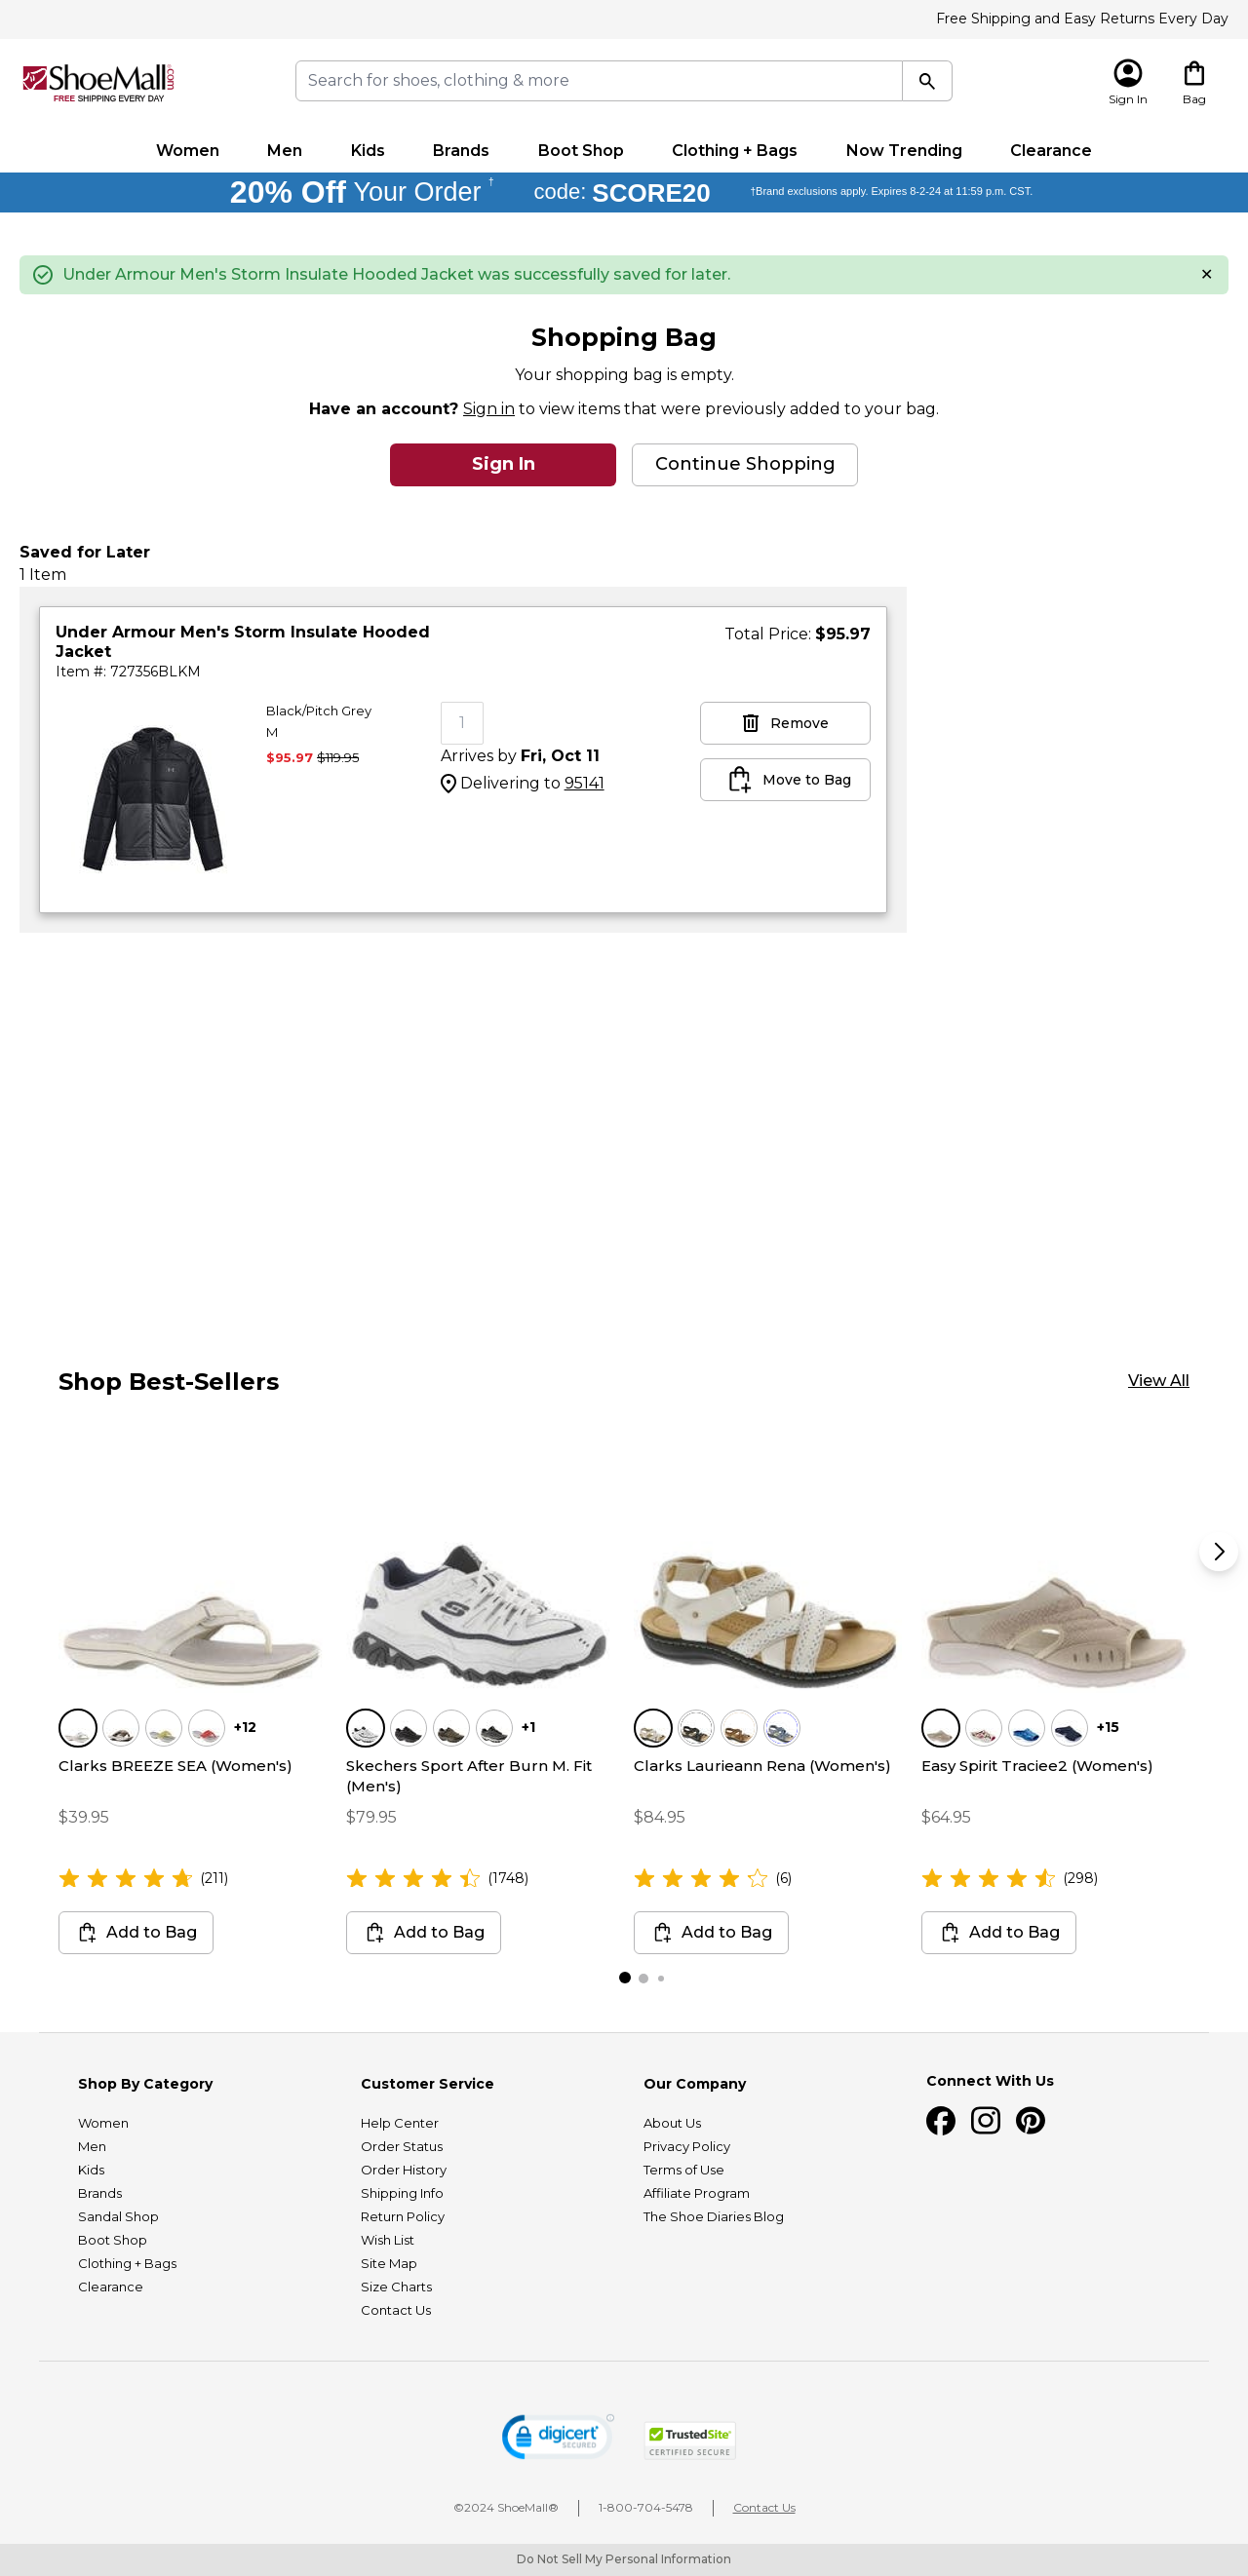 Free Shipping and Easy Returns Every Day
ShoeMall.com
FREE SHIPPING EVERY DAY
Search for shoes, clothing & more
Sign In
Bag
Women Men Kids Brands Boot Shop Clothing + Bags Now Trending Clearance
20% Off Your Order † code: SCORE20 †Brand exclusions apply. Expires 8-2-24 at 11:59 p.m. CST.
Under Armour Men's Storm Insulate Hooded Jacket was successfully saved for later. ✕
Shopping Bag
Your shopping bag is empty.
Have an account? Sign in to view items that were previously added to your bag.
Sign In
Continue Shopping
Saved for Later
1 Item
Under Armour Men's Storm Insulate Hooded
Jacket
Total Price: $95.97
Item #: 727356BLKM
Black/Pitch Grey
M
$95.97 $119.95
1
Arrives by Fri, Oct 11
Delivering to 95141
Remove
Move to Bag
Shop Best-Sellers
View All
+12
Clarks BREEZE SEA (Women's)
$39.95
(211)
Add to Bag
+1
Skechers Sport After Burn M. Fit
(Men's)
$79.95
(1748)
Add to Bag
Clarks Laurieann Rena (Women's)
$84.95
(6)
Add to Bag
+15
Easy Spirit Traciee2 (Women's)
$64.95
(298)
Add to Bag
Shop By Category
Women
Men
Kids
Brands
Sandal Shop
Boot Shop
Clothing + Bags
Clearance
Customer Service
Help Center
Order Status
Order History
Shipping Info
Return Policy
Wish List
Site Map
Size Charts
Contact Us
Our Company
About Us
Privacy Policy
Terms of Use
Affiliate Program
The Shoe Diaries Blog
Connect With Us
digicert
SECURED
TrustedSite
CERTIFIED SECURE
©2024 ShoeMall® 1-800-704-5478 Contact Us
Do Not Sell My Personal Information